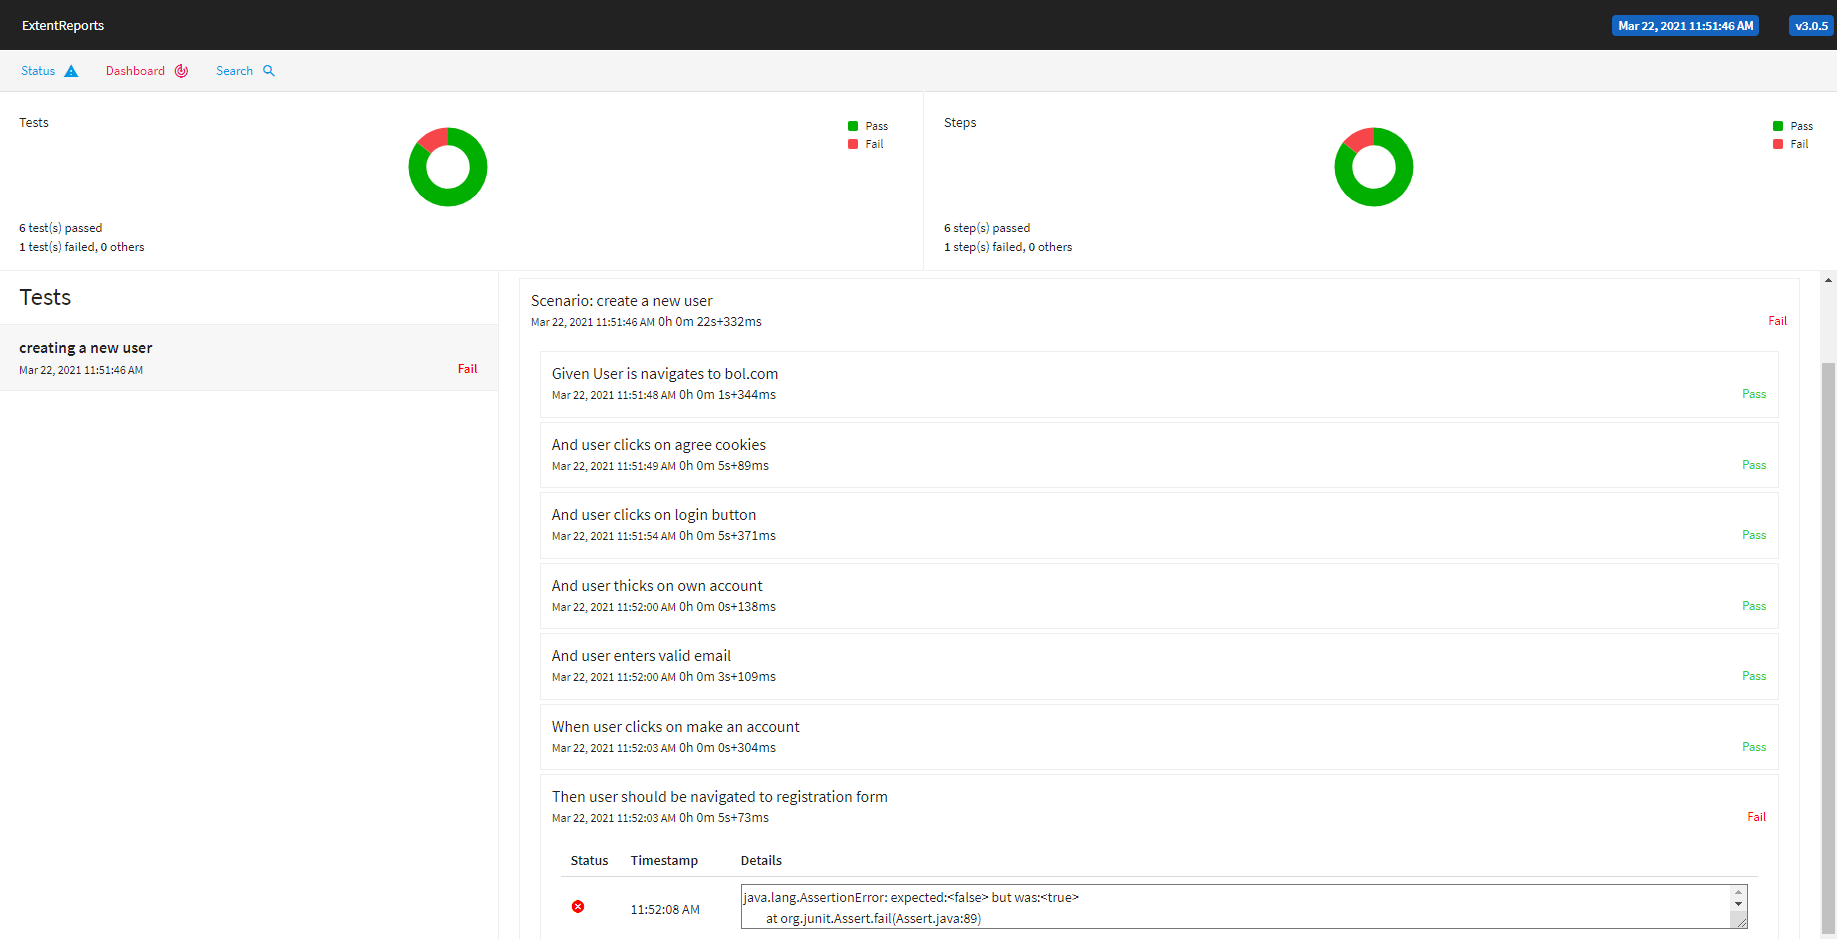 ExtentReports
Mar 22, 2021 11:51:46 AM
v3.0.5
Status
Dashboard
Search
Tests
Pass
Fail
6 test(s) passed
1 test(s) failed, 0 others
Steps
Pass
Fail
6 step(s) passed
1 step(s) failed, 0 others
Tests
creating a new user
Mar 22, 2021 11:51:46 AM
Fail
Scenario: create a new user
Mar 22, 2021 11:51:46 AM 0h 0m 22s+332ms
Fail
Given User is navigates to bol.com
Mar 22, 2021 11:51:48 AM 0h 0m 1s+344ms
Pass
And user clicks on agree cookies
Mar 22, 2021 11:51:49 AM 0h 0m 5s+89ms
Pass
And user clicks on login button
Mar 22, 2021 11:51:54 AM 0h 0m 5s+371ms
Pass
And user thicks on own account
Mar 22, 2021 11:52:00 AM 0h 0m 0s+138ms
Pass
And user enters valid email
Mar 22, 2021 11:52:00 AM 0h 0m 3s+109ms
Pass
When user clicks on make an account
Mar 22, 2021 11:52:03 AM 0h 0m 0s+304ms
Pass
Then user should be navigated to registration form
Mar 22, 2021 11:52:03 AM 0h 0m 5s+73ms
Fail
Status Timestamp Details
11:52:08 AM
java.lang.AssertionError: expected:<false> but was:<true>
at org.junit.Assert.fail(Assert.java:89)